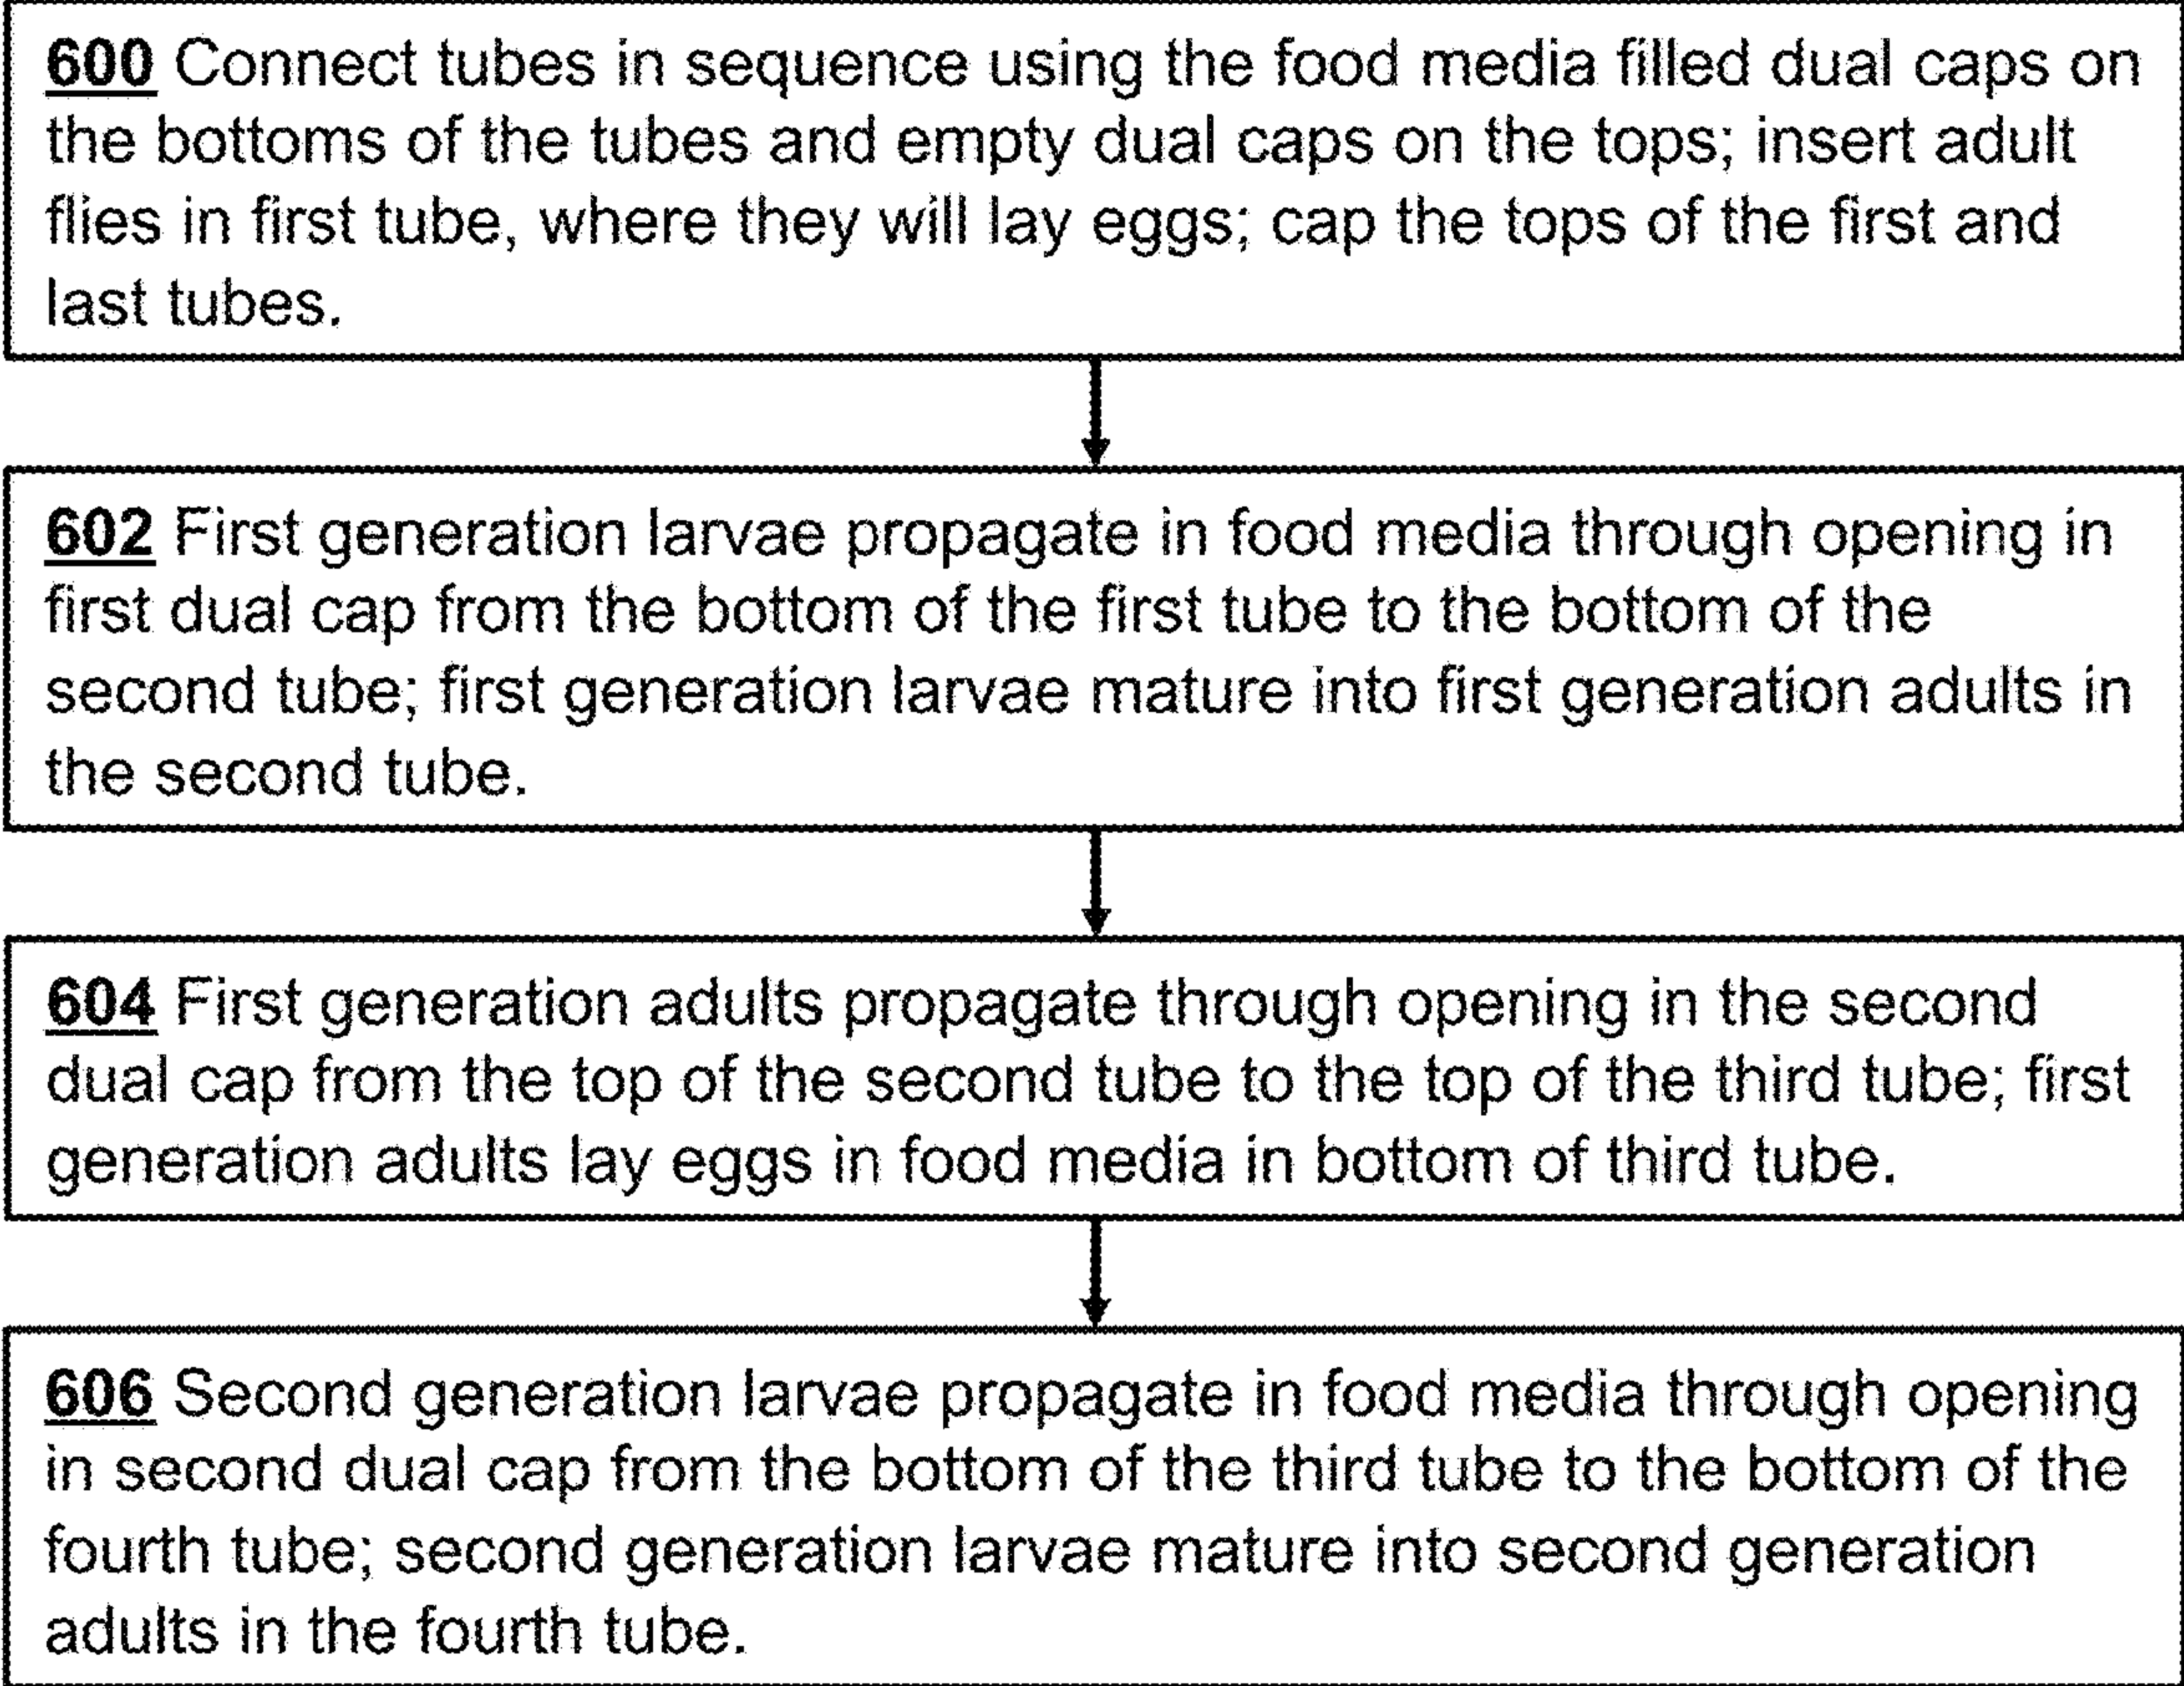 600 Connect tubes in sequence using the food media filled dual caps on
the bottoms of the tubes and empty dual caps on the tops; insert adult
flies in first tube, where they will lay eggs; cap the tops of the first and
last tubes.
602 First generation larvae propagate in food media through opening in
first dual cap from the bottom of the first tube to the bottom of the
second tube; first generation larvae mature into first generation adults in
the second tube.
604 First generation adults propagate through opening in the second
dual cap from the top of the second tube to the top of the third tube; first
generation adults lay eggs in food media in bottom of third tube.
606 Second generation larvae propagate in food media through opening
in second dual cap from the bottom of the third tube to the bottom of the
fourth tube; second generation larvae mature into second generation
adults in the fourth tube.